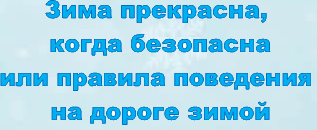 Зима прекрасна,
когда безопасна
или правила поведения
на дороге зимой